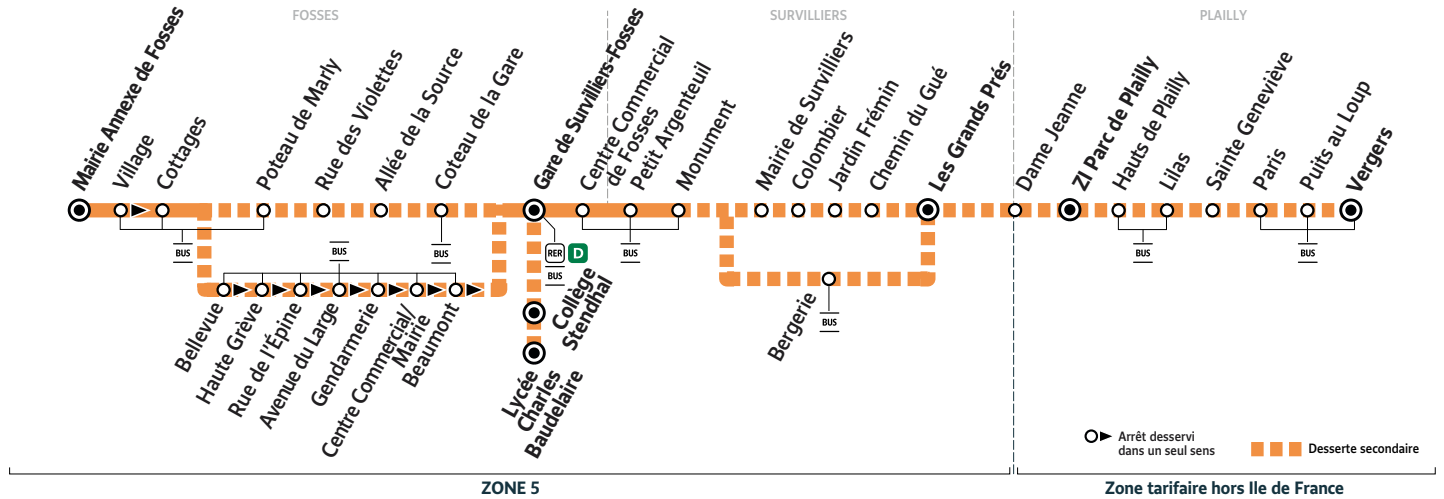 FOSSES
SURVILLIERS
PLAILLY
Mairie Annexe de Fosses
Village
Cottages
Poteau de Marly
Rue des Violettes
Allée de la Source
Coteau de la Gare
Gare de Survilliers-Fosses
Centre Commercial
de Fosses
Petit Argenteuil
Monument
Mairie de Survilliers
Colombier
Jardin Frémin
Chemin du Gué
Les Grands Prés
Dame Jeanne
ZI Parc de Plailly
Hauts de Plailly
Lilas
Sainte Geneviève
Paris
Puits au Loup
Vergers
BUS
BUS
BUS
RER D
BUS
BUS
BUS
BUS
BUS
Bellevue
Haute Grève
Rue de l'Épine
Avenue du Large
Gendarmerie
Centre Commercial/
Mairie
Beaumont
Collège
Stendhal
Lycée
Charles
Baudelaire
Bergerie
Arrêt desservi
dans un seul sens
Desserte secondaire
ZONE 5
Zone tarifaire hors Ile de France